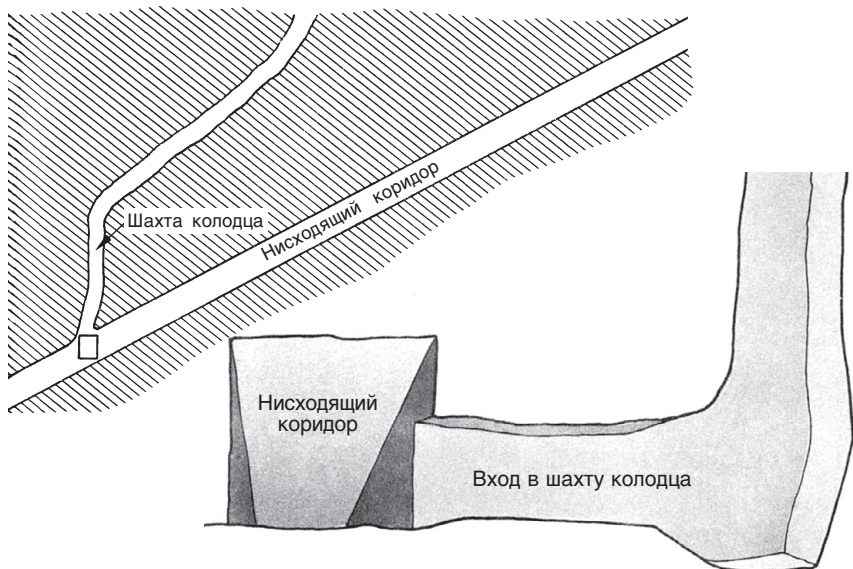 Шахта колодца
Нисходящий коридор
Нисходящий
коридор
Вход в шахту колодца